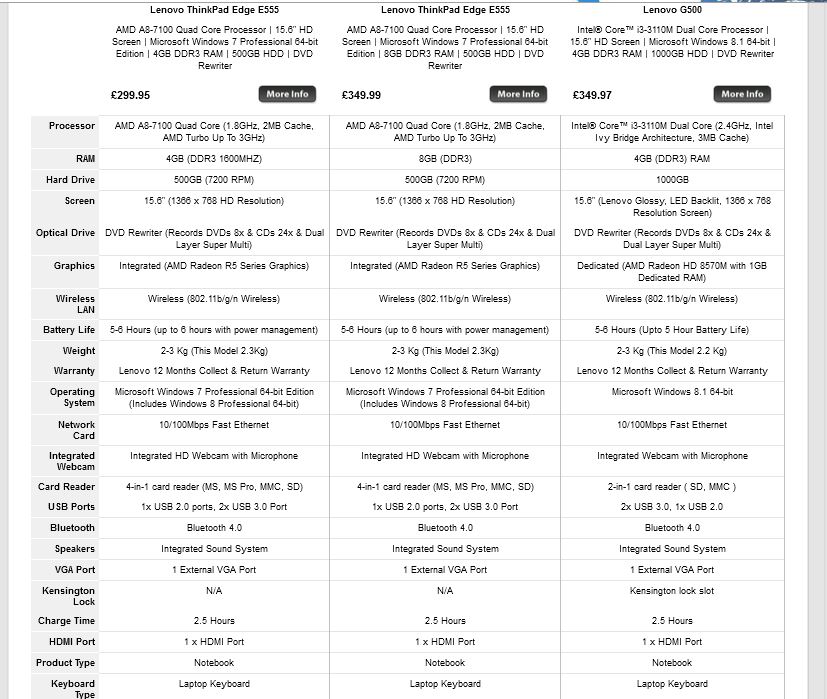 Lenovo ThinkPad Edge E555
AMD A8-7100 Quad Core Processor | 15.6" HD
Screen | Microsoft Windows 7 Professional 64-bit
Edition | 4GB DDR3 RAM | 500GB HDD | DVD
Rewriter
£299.95 More Info
Lenovo ThinkPad Edge E555
AMD A8-7100 Quad Core Processor | 15.6" HD
Screen | Microsoft Windows 7 Professional 64-bit
Edition | 8GB DDR3 RAM | 500GB HDD | DVD
Rewriter
£349.99 More Info
Lenovo G500
Intel® Core™ i3-3110M Dual Core Processor |
15.6" HD Screen | Microsoft Windows 8.1 64-bit |
4GB DDR3 RAM | 1000GB HDD | DVD Rewriter
£349.97 More Info
Processor AMD A8-7100 Quad Core (1.8GHz, 2MB Cache, AMD A8-7100 Quad Core (1.8GHz, 2MB Cache, Intel® Core™ i3-3110M Dual Core (2.4GHz, Intel
AMD Turbo Up To 3GHz) AMD Turbo Up To 3GHz) Ivy Bridge Architecture, 3MB Cache)
RAM 4GB (DDR3 1600MHZ) 8GB (DDR3) 4GB (DDR3) RAM
Hard Drive 500GB (7200 RPM) 500GB (7200 RPM) 1000GB
Screen 15.6" (1366 x 768 HD Resolution) 15.6" (1366 x 768 HD Resolution) 15.6" (Lenovo Glossy, LED Backlit, 1366 x 768
Resolution Screen)
Optical Drive DVD Rewriter (Records DVDs 8x & CDs 24x & Dual DVD Rewriter (Records DVDs 8x & CDs 24x & Dual DVD Rewriter (Records DVDs 8x & CDs 24x &
Layer Super Multi) Layer Super Multi) Dual Layer Super Multi)
Graphics Integrated (AMD Radeon R5 Series Graphics) Integrated (AMD Radeon R5 Series Graphics) Dedicated (AMD Radeon HD 8570M with 1GB
Dedicated RAM)
Wireless Wireless (802.11b/g/n Wireless) Wireless (802.11b/g/n Wireless) Wireless (802.11b/g/n Wireless)
LAN
Battery Life 5-6 Hours (up to 6 hours with power management) 5-6 Hours (up to 6 hours with power management) 5-6 Hours (Upto 5 Hour Battery Life)
Weight 2-3 Kg (This Model 2.3Kg) 2-3 Kg (This Model 2.3Kg) 2-3 Kg (This Model 2.2 Kg)
Warranty Lenovo 12 Months Collect & Return Warranty Lenovo 12 Months Collect & Return Warranty Lenovo 12 Months Collect & Return Warranty
Operating Microsoft Windows 7 Professional 64-bit Edition Microsoft Windows 7 Professional 64-bit Edition Microsoft Windows 8.1 64-bit
System (Includes Windows 8 Professional 64-bit) (Includes Windows 8 Professional 64-bit)
Network 10/100Mbps Fast Ethernet 10/100Mbps Fast Ethernet 10/100Mbps Fast Ethernet
Card
Integrated Integrated HD Webcam with Microphone Integrated HD Webcam with Microphone Integrated Webcam with Microphone
Webcam
Card Reader 4-in-1 card reader (MS, MS Pro, MMC, SD) 4-in-1 card reader (MS, MS Pro, MMC, SD) 2-in-1 card reader ( SD, MMC )
USB Ports 1x USB 2.0 ports, 2x USB 3.0 Port 1x USB 2.0 ports, 2x USB 3.0 Port 2x USB 3.0, 1x USB 2.0
Bluetooth Bluetooth 4.0 Bluetooth 4.0 Bluetooth 4.0
Speakers Integrated Sound System Integrated Sound System Integrated Sound System
VGA Port 1 External VGA Port 1 External VGA Port 1 External VGA Port
Kensington N/A N/A Kensington lock slot
Lock
Charge Time 2.5 Hours 2.5 Hours 2.5 Hours
HDMI Port 1 x HDMI Port 1 x HDMI Port 1 x HDMI Port
Product Type Notebook Notebook Notebook
Keyboard Laptop Keyboard Laptop Keyboard Laptop Keyboard
Type